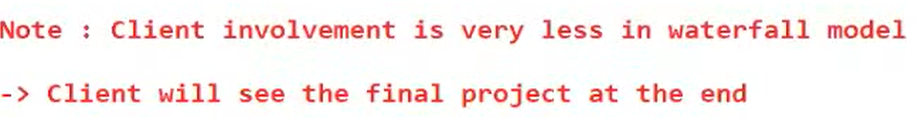 Note : Client involvement is very less in waterfall model
-> Client will see the final project at the end